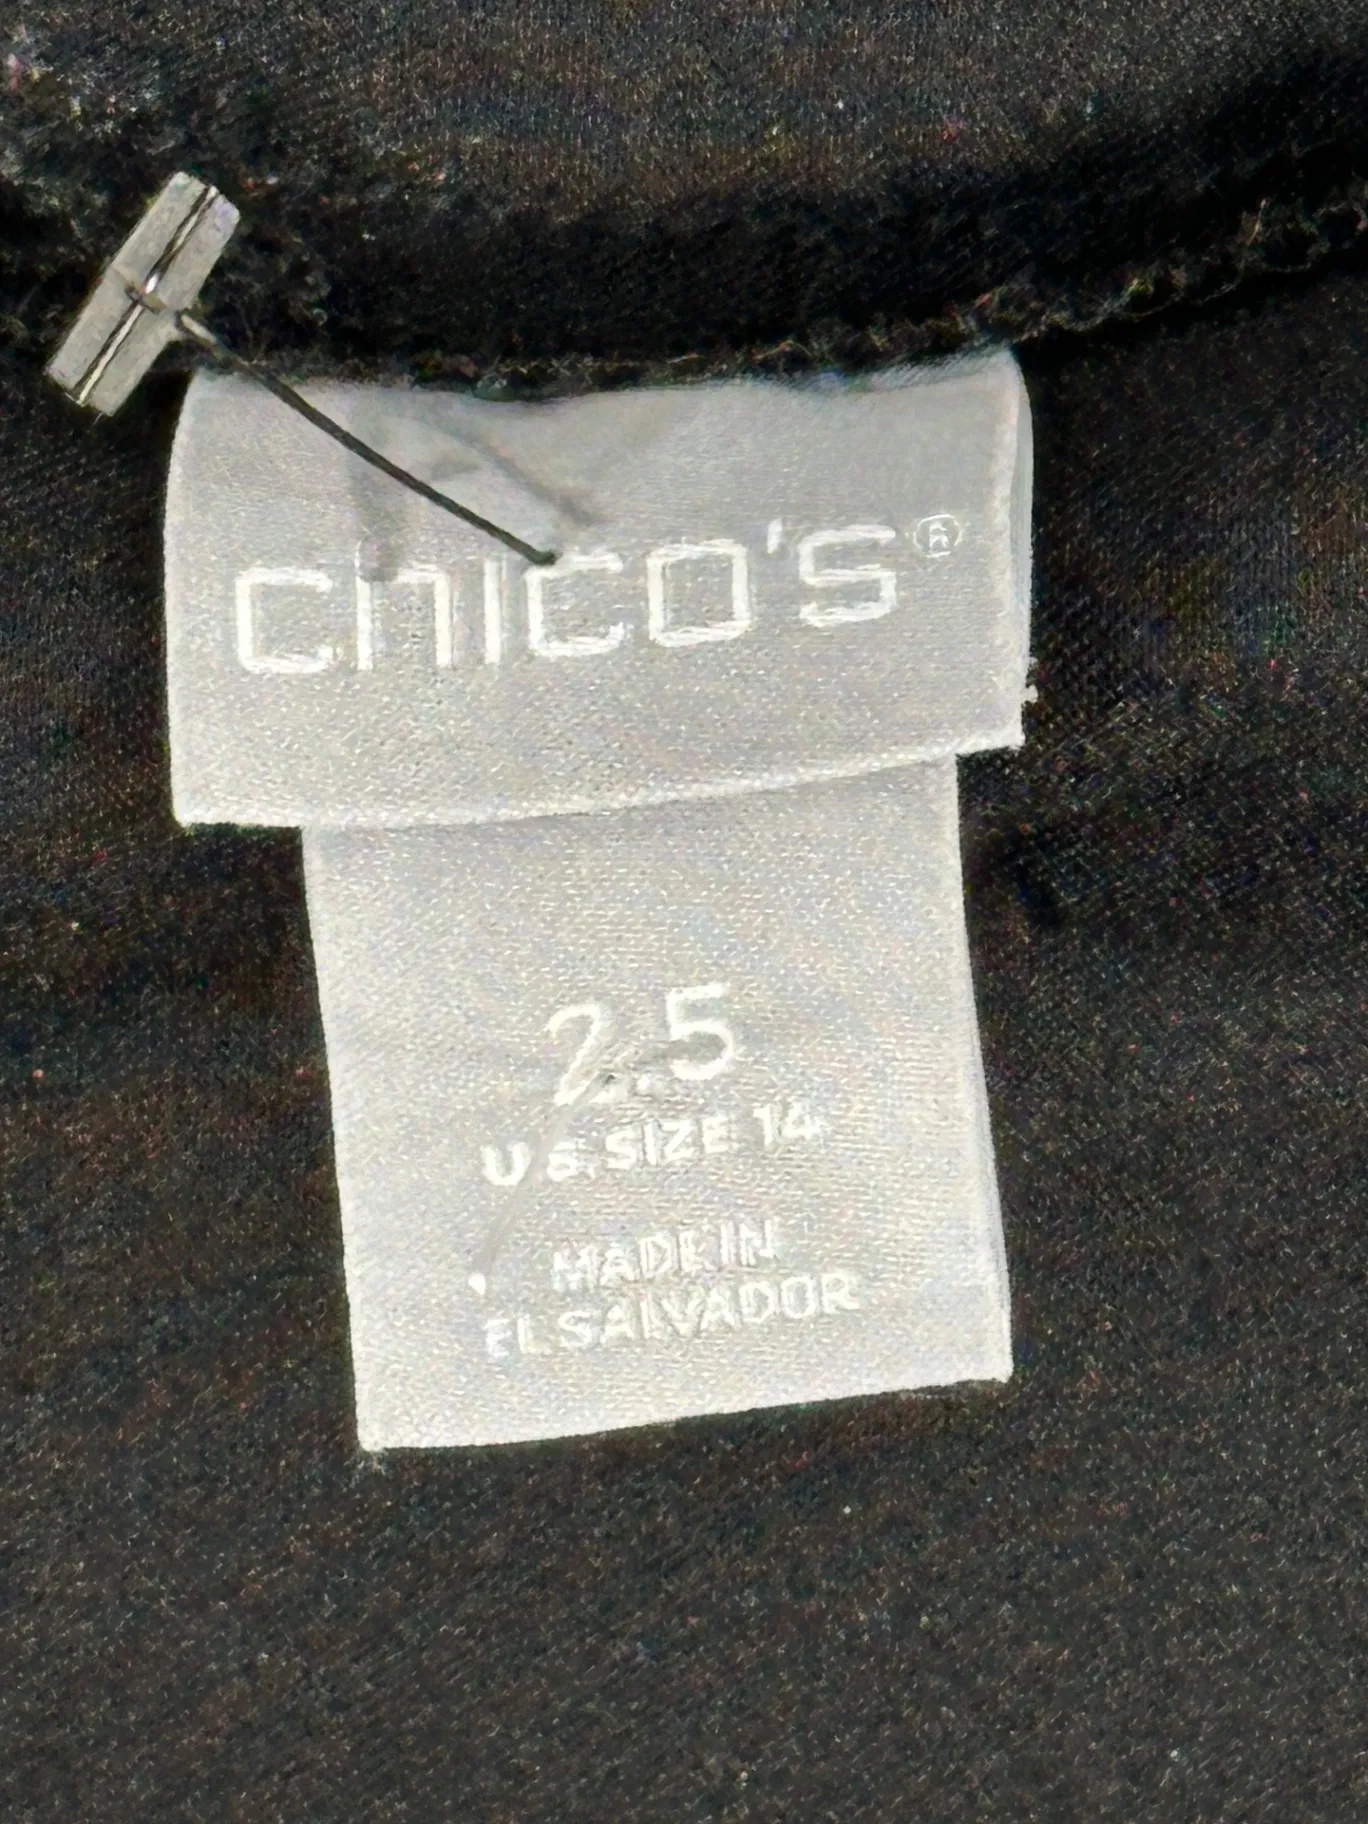 chico's®
2.5
U.S. SIZE 14
MADE IN
EL SALVADOR